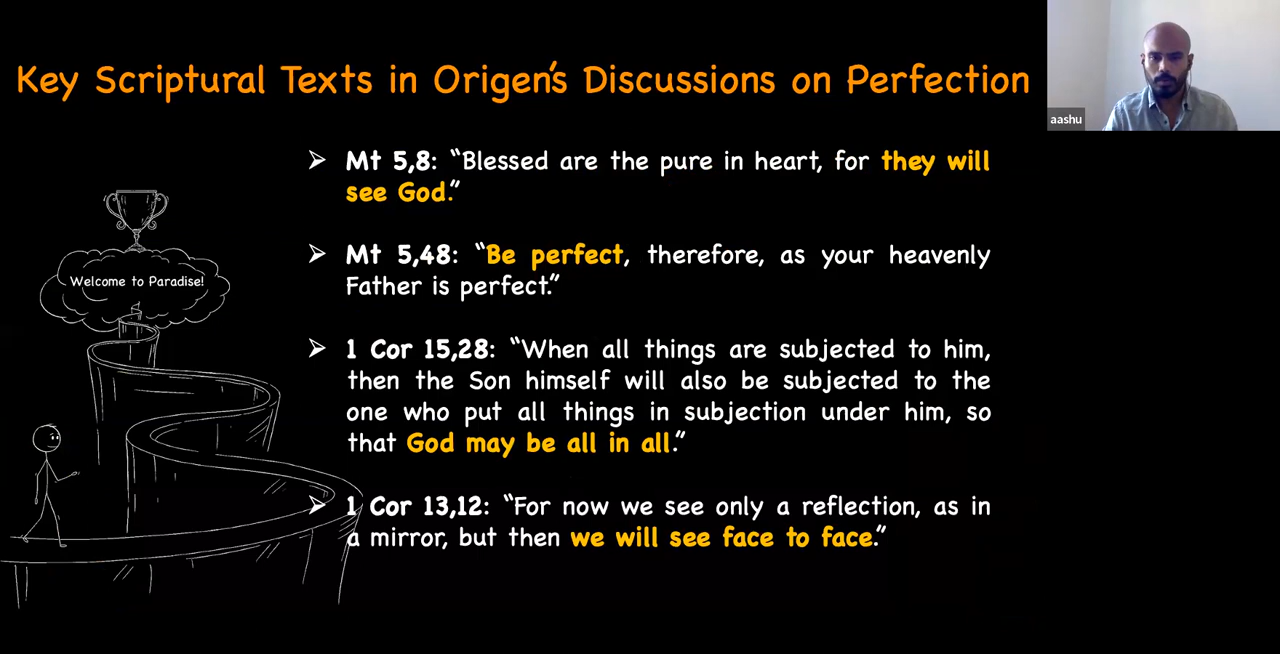 Key Scriptural Texts in Origen's Discussions on Perfection
aashu
➢ Mt 5,8: "Blessed are the pure in heart, for they will
see God."
➢ Mt 5,48: "Be perfect, therefore, as your heavenly
Father is perfect."
➢ 1 Cor 15,28: "When all things are subjected to him,
then the Son himself will also be subjected to the
one who put all things in subjection under him, so
that God may be all in all."
➢ 1 Cor 13,12: "For now we see only a reflection, as in
a mirror, but then we will see face to face."
Welcome to Paradise!